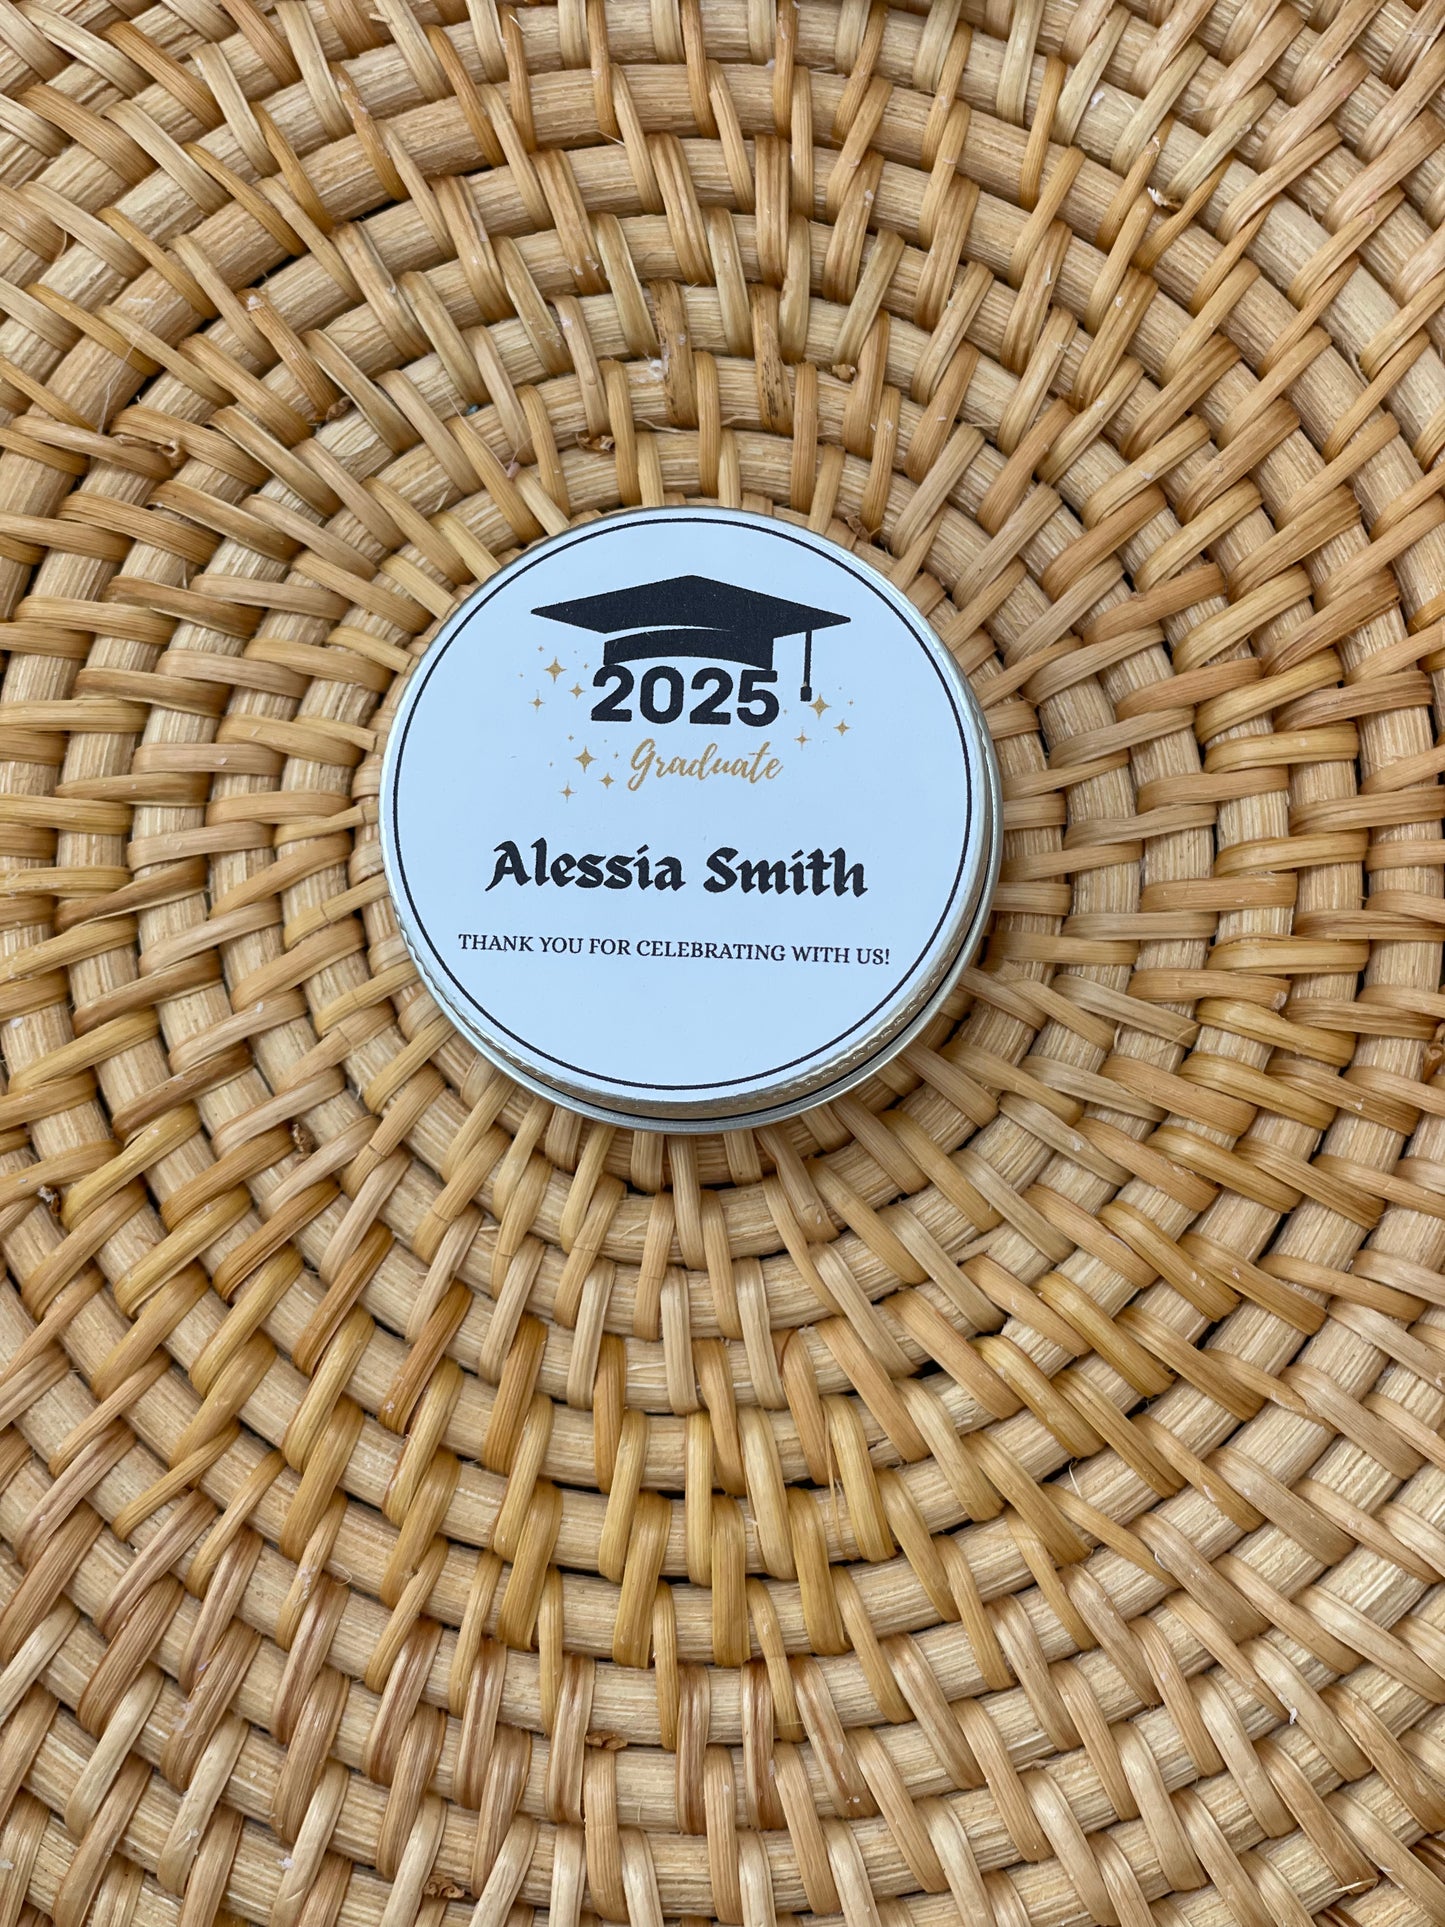 2025
Graduate
Alessia Smith
THANK YOU FOR CELEBRATING WITH US!